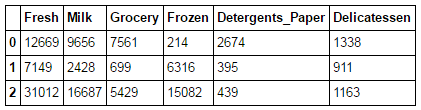 Fresh Milk Grocery Frozen Detergents_Paper Delicatessen
0 12669 9656 7561 214 2674 1338
1 7149 2428 699 6316 395 911
2 31012 16687 5429 15082 439 1163